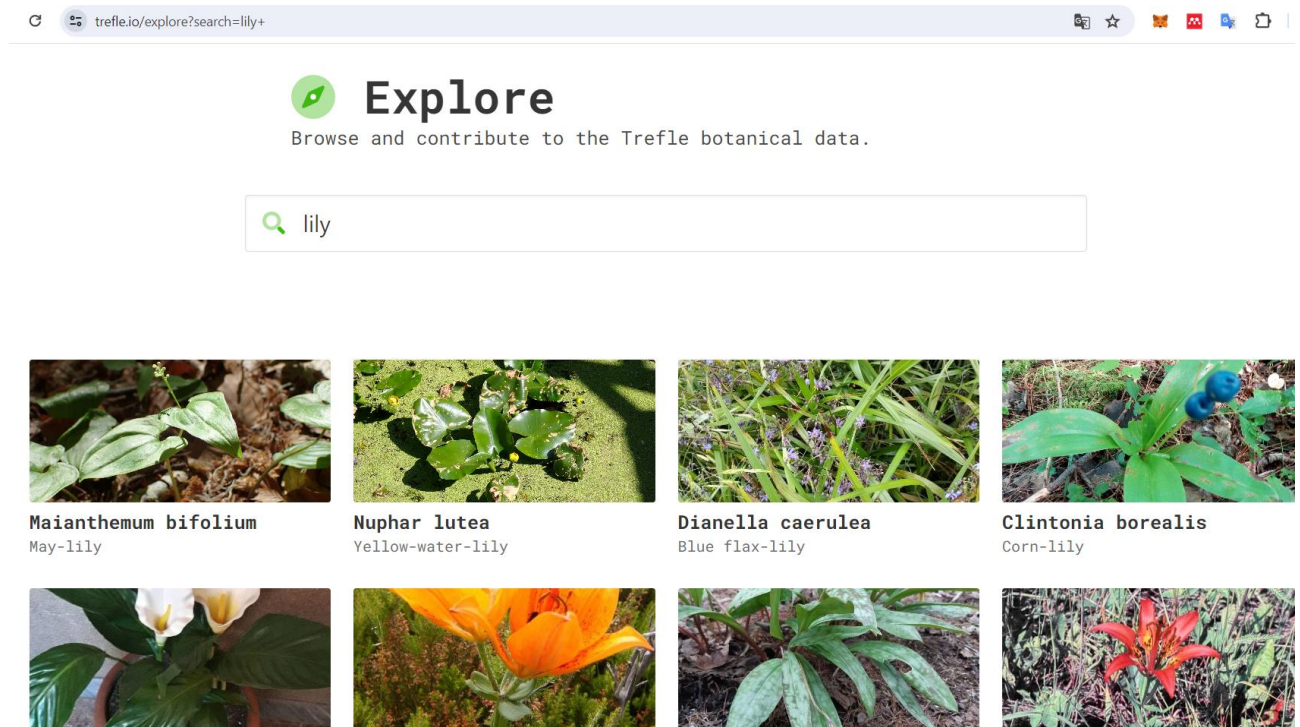 trefle.io/explore?search=lily+
Explore
Browse and contribute to the Trefle botanical data.
lily
Maianthemum bifolium
May-lily
Nuphar lutea
Yellow-water-lily
Dianella caerulea
Blue flax-lily
Clintonia borealis
Corn-lily